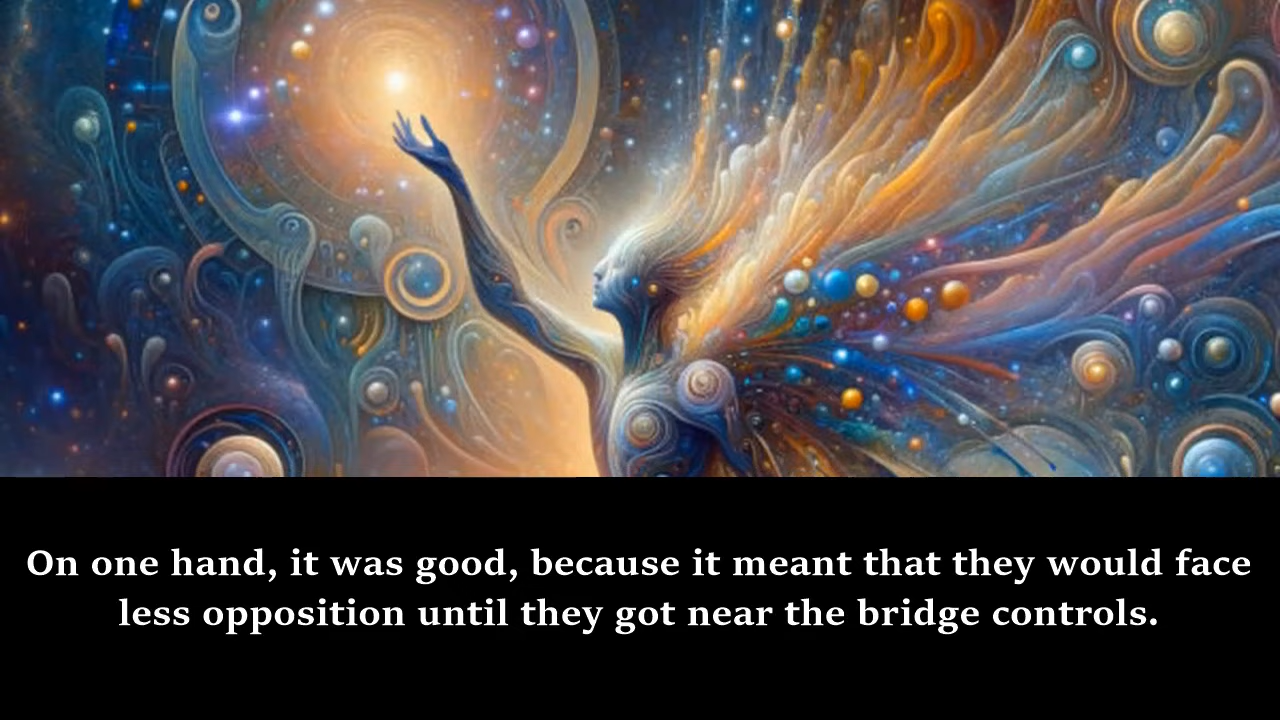 On one hand, it was good, because it meant that they would face
less opposition until they got near the bridge controls.